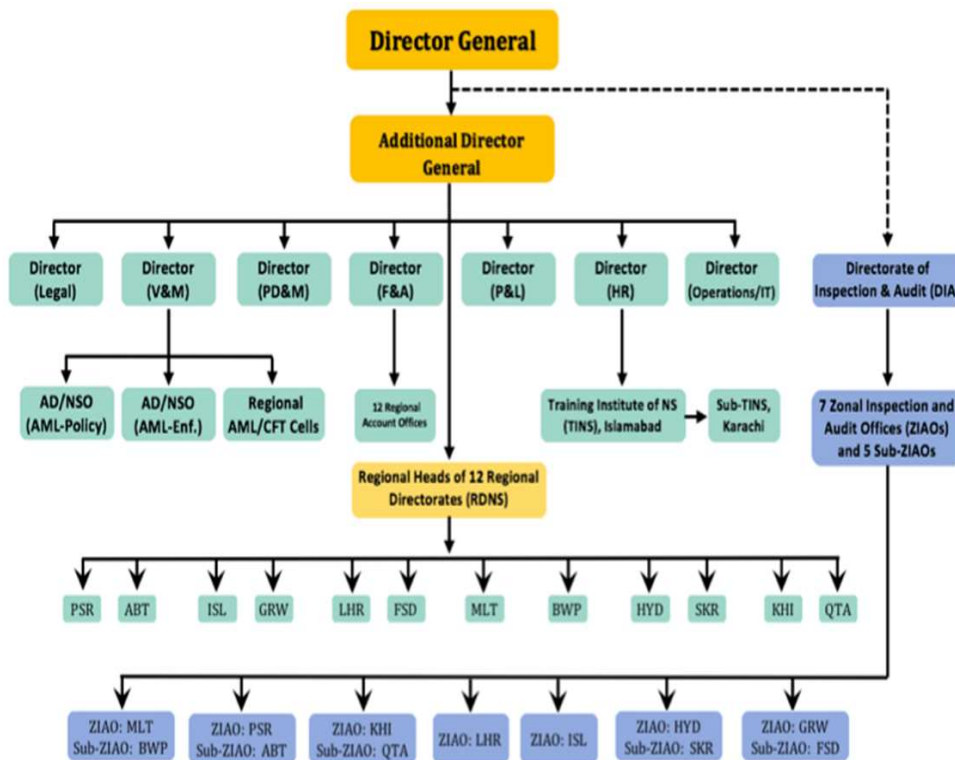 Director General
Additional Director
General
Director
(Legal)
Director
(V&M)
Director
(PD&M)
Director
(F&A)
Director
(P&L)
Director
(HR)
Director
(Operations/IT)
Directorate of
Inspection & Audit (DIA)
AD/NSO
(AML-Policy)
AD/NSO
(AML-Enf.)
Regional
AML/CFT Cells
12 Regional
Account Offices
Training Institute of NS
(TINS), Islamabad
Sub-TINS,
Karachi
7 Zonal Inspection and
Audit Offices (ZIAOs)
and 5 Sub-ZIAOs
Regional Heads of 12 Regional
Directorates (RDNS)
PSR
ABT
ISL
GRW
LHR
FSD
MLT
BWP
HYD
SKR
KHI
QTA
ZIAO: MLT
Sub-ZIAO: BWP
ZIAO: PSR
Sub-ZIAO: ABT
ZIAO: KHI
Sub-ZIAO: QTA
ZIAO: LHR
ZIAO: ISL
ZIAO: HYD
Sub-ZIAO: SKR
ZIAO: GRW
Sub-ZIAO: FSD